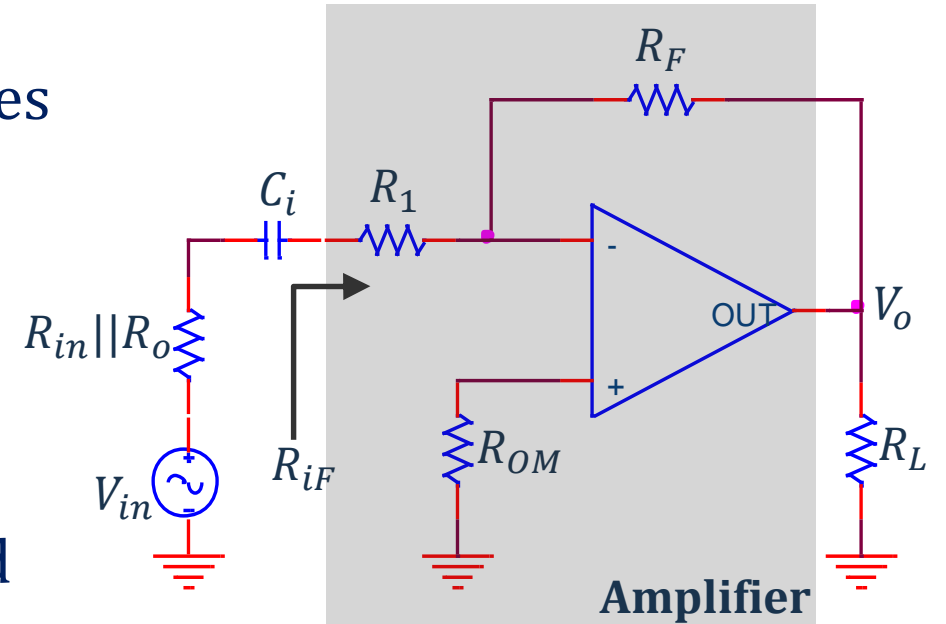 es
R_F
C_i
R_1
-
OUT
V_o
R_in||R_o
+
R_OM
R_L
R_iF
V_in
d
Amplifier